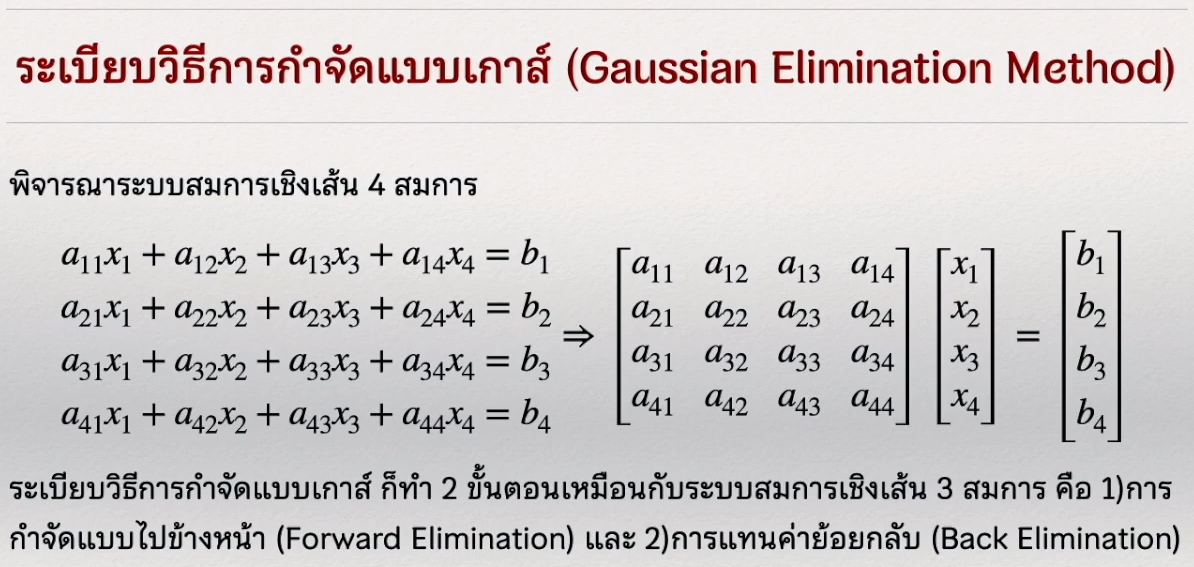 ระเบียบวิธีการกำจัดแบบเกาส์ (Gaussian Elimination Method)
พิจารณาระบบสมการเชิงเส้น 4 สมการ
a₁₁x₁ + a₁₂x₂ + a₁₃x₃ + a₁₄x₄ = b₁
a₂₁x₁ + a₂₂x₂ + a₂₃x₃ + a₂₄x₄ = b₂
a₃₁x₁ + a₃₂x₂ + a₃₃x₃ + a₃₄x₄ = b₃
a₄₁x₁ + a₄₂x₂ + a₄₃x₃ + a₄₄x₄ = b₄
⇒
[a₁₁ a₁₂ a₁₃ a₁₄] [x₁] [b₁]
[a₂₁ a₂₂ a₂₃ a₂₄] [x₂] [b₂]
[a₃₁ a₃₂ a₃₃ a₃₄] [x₃] = [b₃]
[a₄₁ a₄₂ a₄₃ a₄₄] [x₄] [b₄]
ระเบียบวิธีการกำจัดแบบเกาส์ ก็ทำ 2 ขั้นตอนเหมือนกับระบบสมการเชิงเส้น 3 สมการ คือ 1)การ
กำจัดแบบไปข้างหน้า (Forward Elimination) และ 2)การแทนค่าย้อยกลับ (Back Elimination)